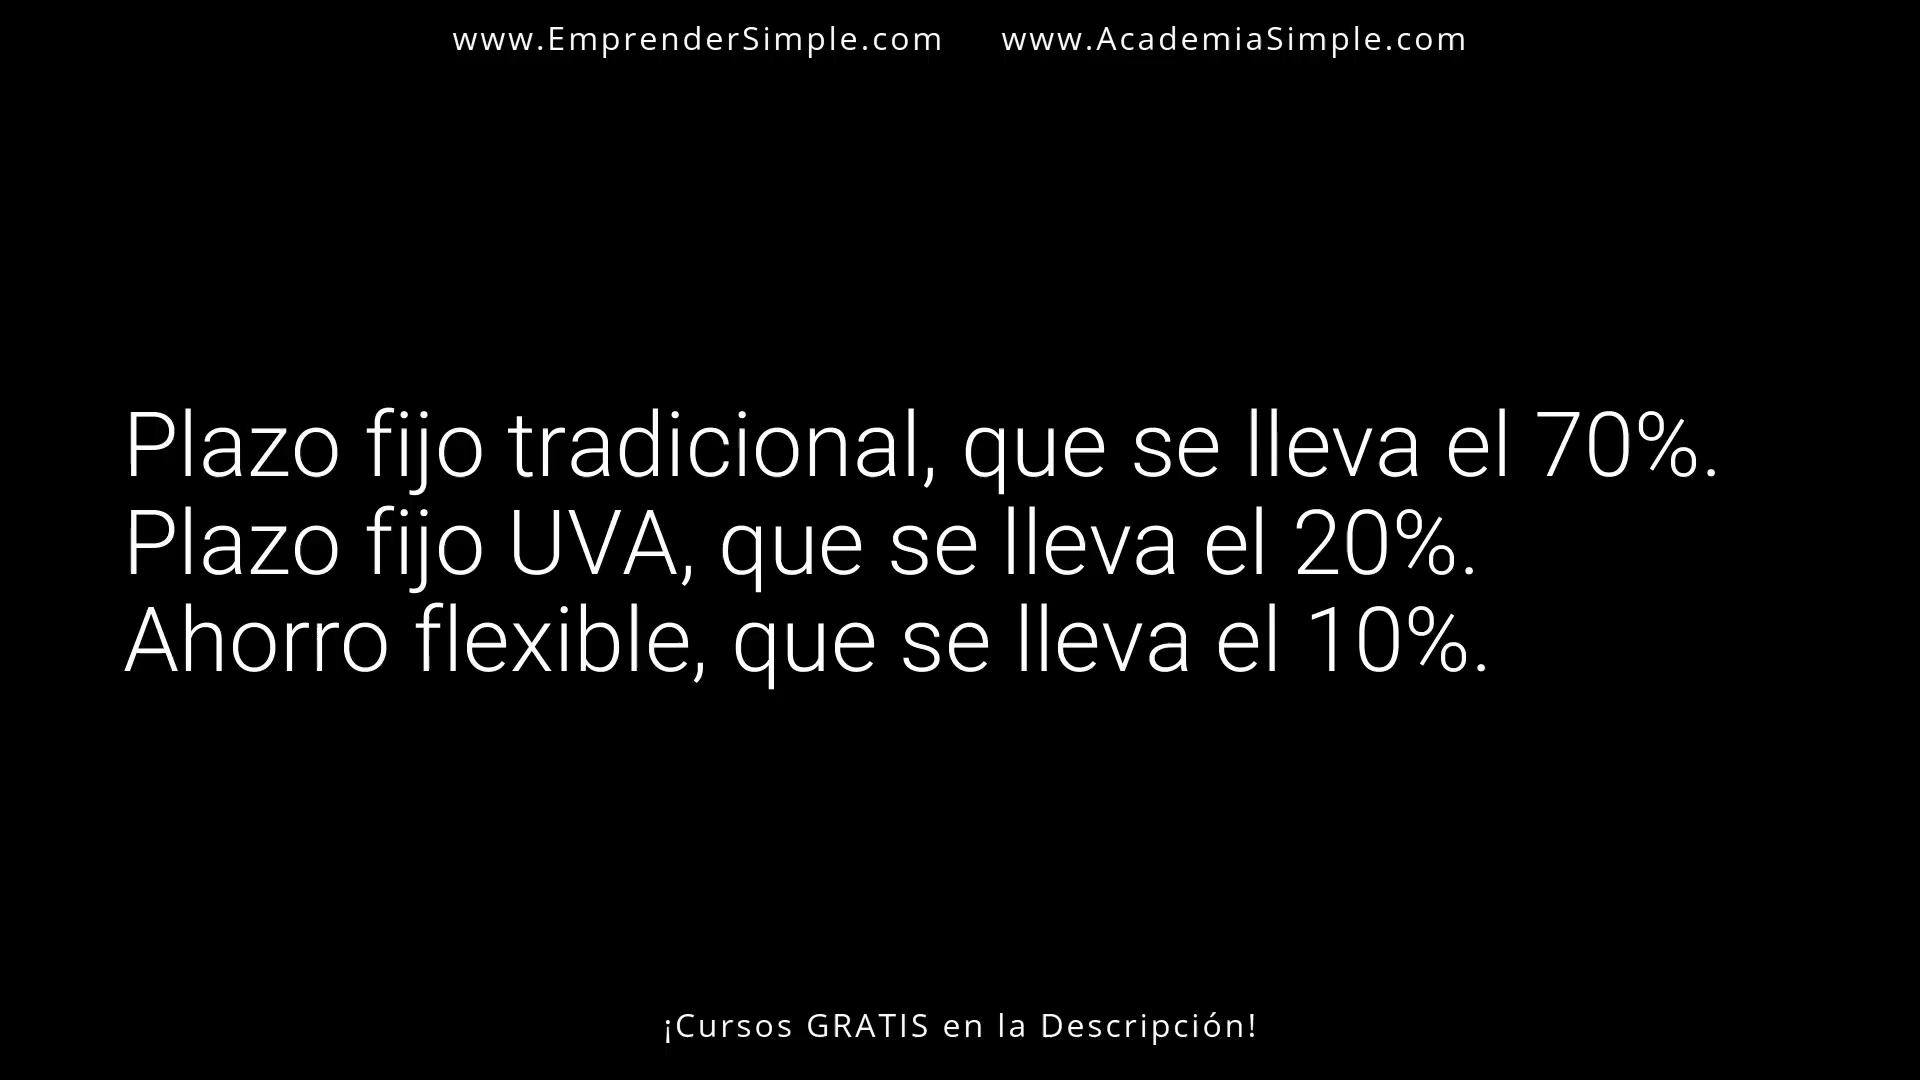 www.EmprenderSimple.com www.AcademiaSimple.com
Plazo fijo tradicional, que se lleva el 70%.
Plazo fijo UVA, que se lleva el 20%.
Ahorro flexible, que se lleva el 10%.
¡Cursos GRATIS en la Descripción!